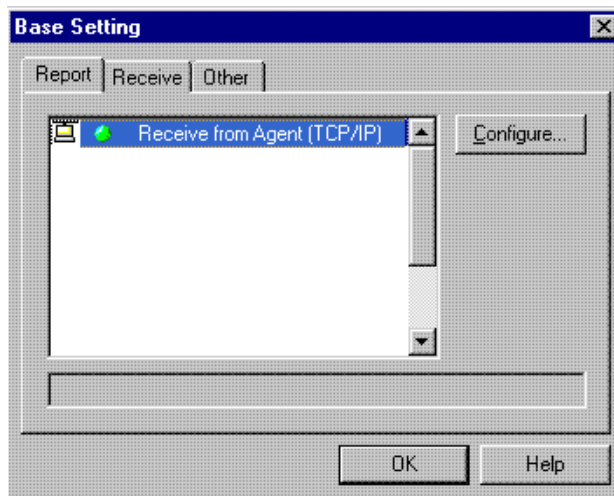 Base Setting
Report Receive Other
Receive from Agent (TCP/IP)
Configure...
OK Help